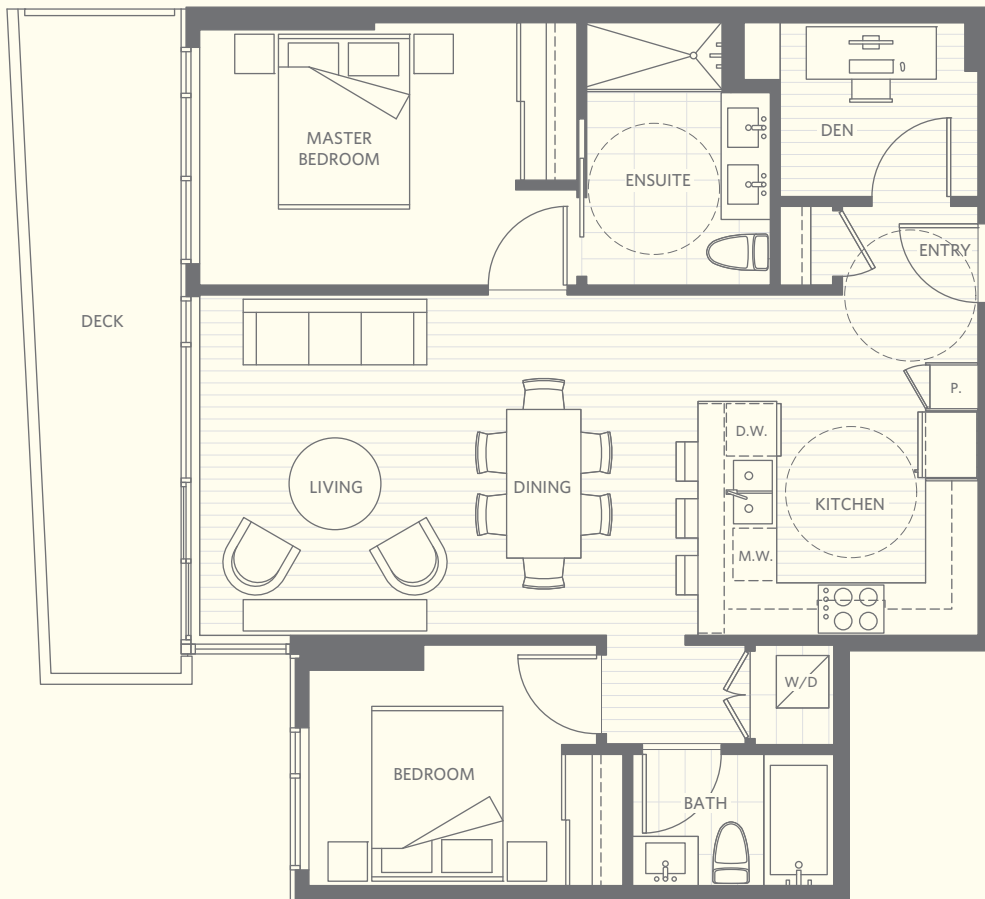 MASTER
BEDROOM
ENSUITE
DEN
ENTRY
DECK
P.
D.W.
LIVING
DINING
KITCHEN
M.W.
W/D
BEDROOM
BATH